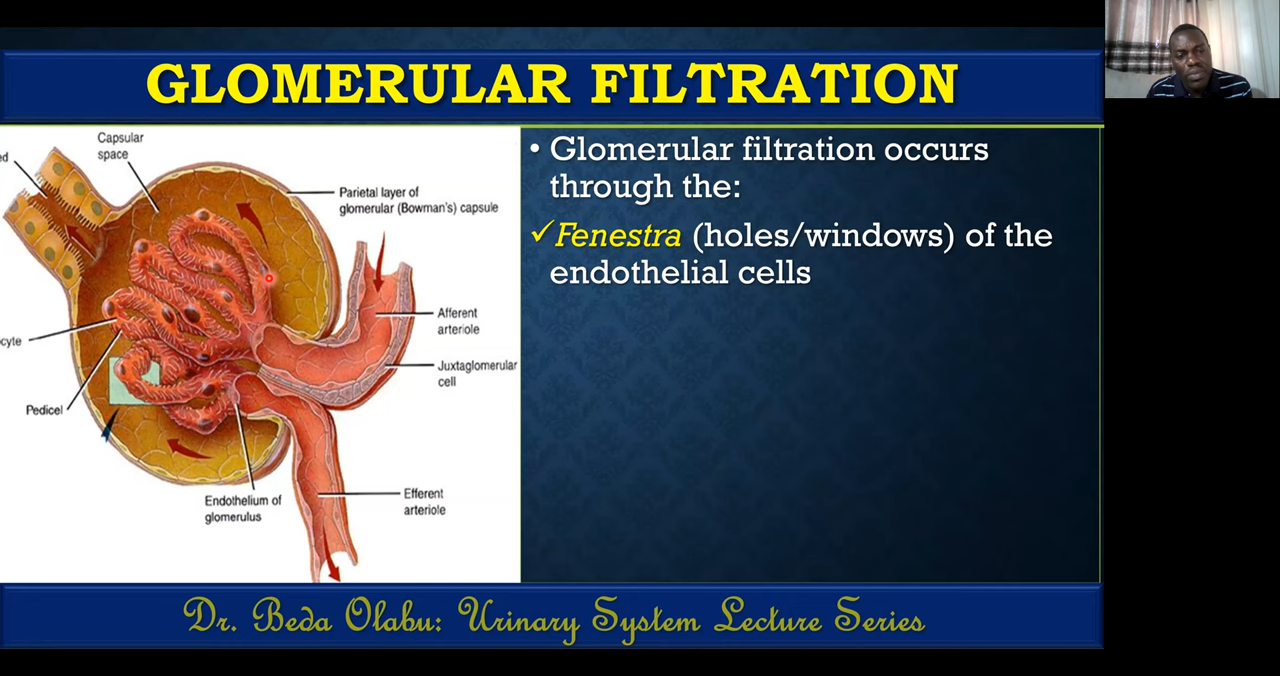 GLOMERULAR FILTRATION
Capsular
space
Parietal layer of
glomerular (Bowman's) capsule
Afferent
arteriole
Juxtaglomerular
cell
Pedicel
Endothelium of
glomerulus
Efferent
arteriole
• Glomerular filtration occurs
through the:
✓Fenestra (holes/windows) of the
endothelial cells
Dr. Beda Olabu: Urinary System Lecture Series